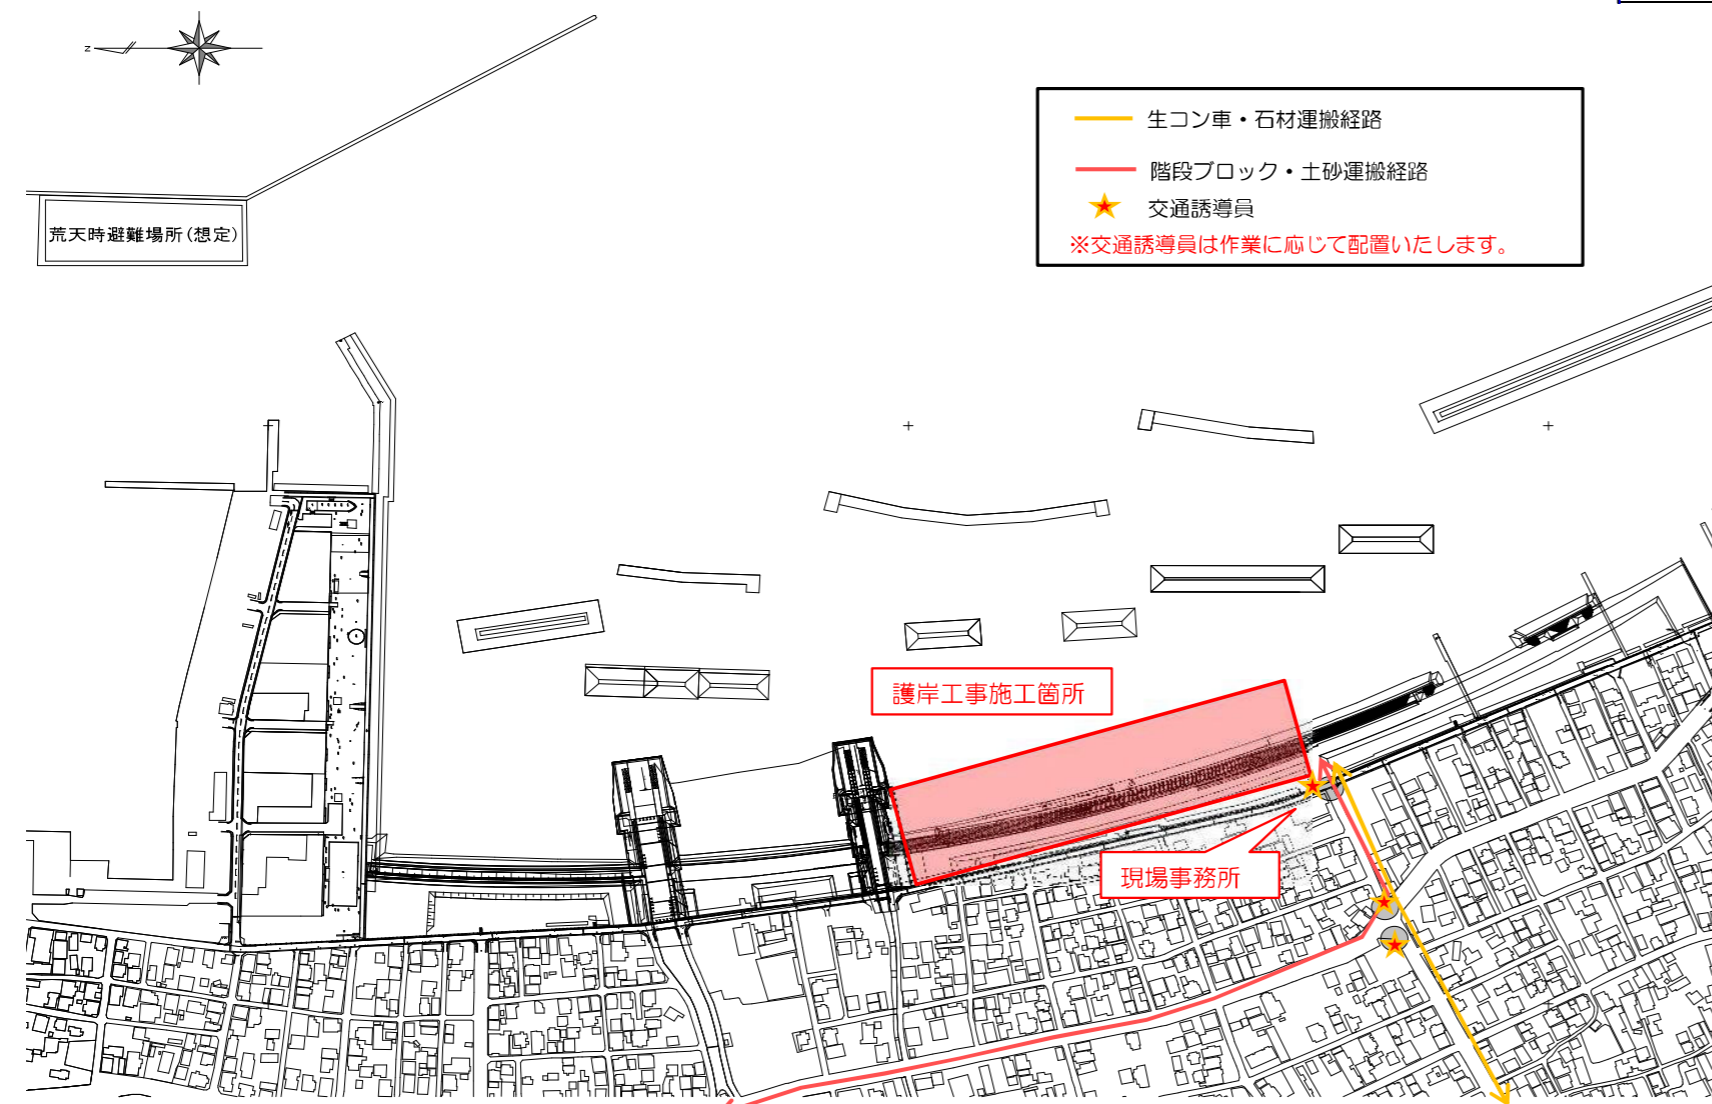 z
生コン車・石材運搬経路
階段ブロック・土砂運搬経路
交通誘導員
※交通誘導員は作業に応じて配置いたします。
荒天時避難場所(想定)
護岸工事施工箇所
現場事務所